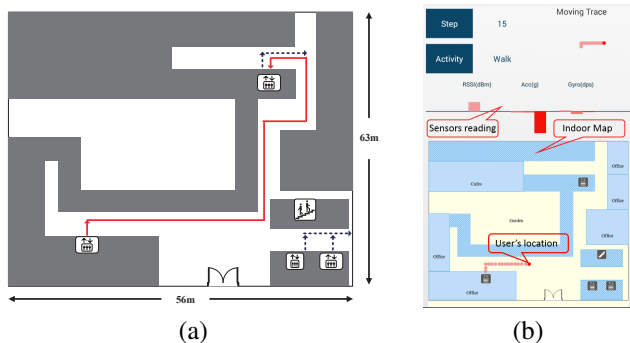 63m
56m
(a)
Moving Trace
Step
15
Activity
Walk
RSSI(dBm)
Acc(g)
Gyro(dps)
Sensors reading
Indoor Map
Office
Cafes
Office
Garden
Office
User's location
Office
Office
(b)